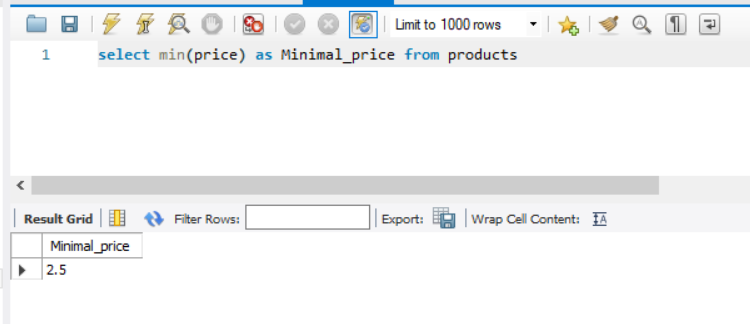 Limit to 1000 rows
1 select min(price) as Minimal_price from products
Result Grid Filter Rows: Export: Wrap Cell Content:
Minimal_price
2.5